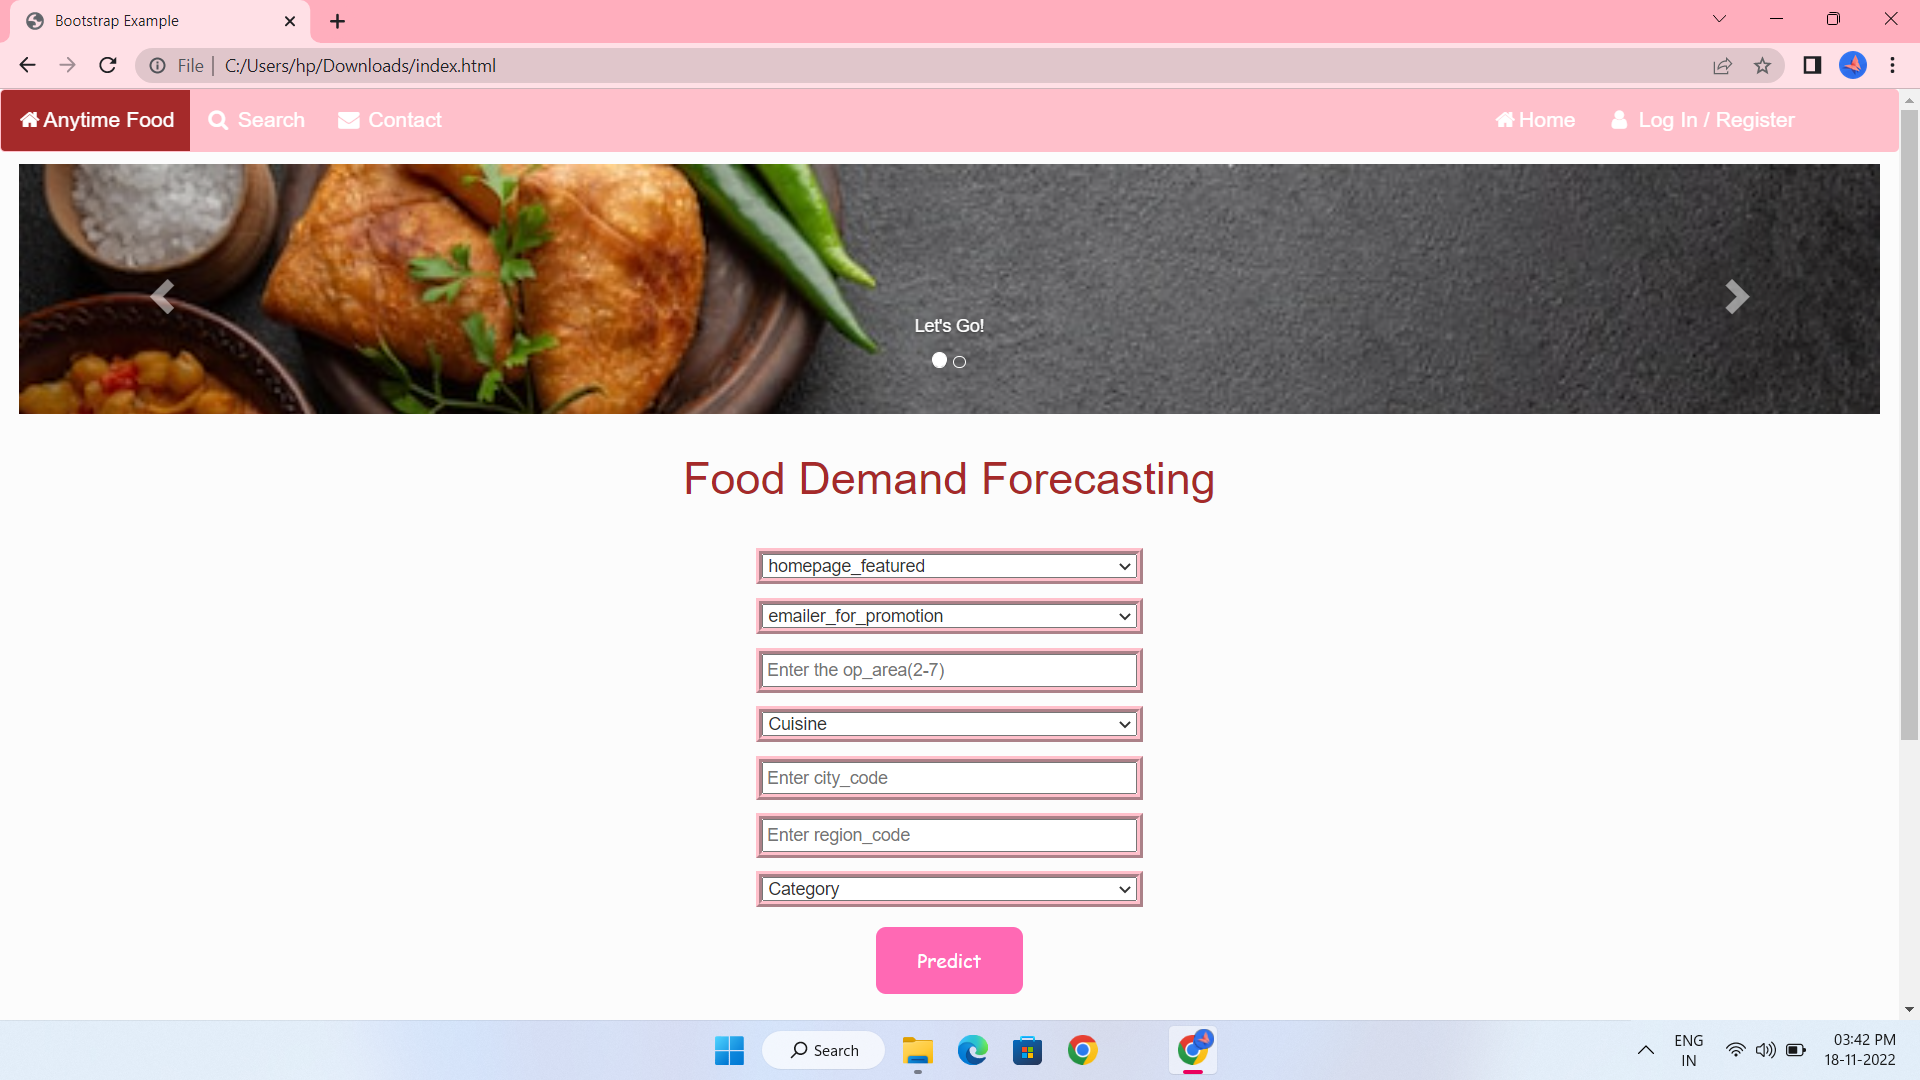 Bootstrap Example
File | C:/Users/hp/Downloads/index.html
Anytime Food Search Contact Home Log In / Register
Let's Go!
Food Demand Forecasting
homepage_featured
emailer_for_promotion
Enter the op_area(2-7)
Cuisine
Enter city_code
Enter region_code
Category
Predict
Search
ENG
IN
03:42 PM
18-11-2022